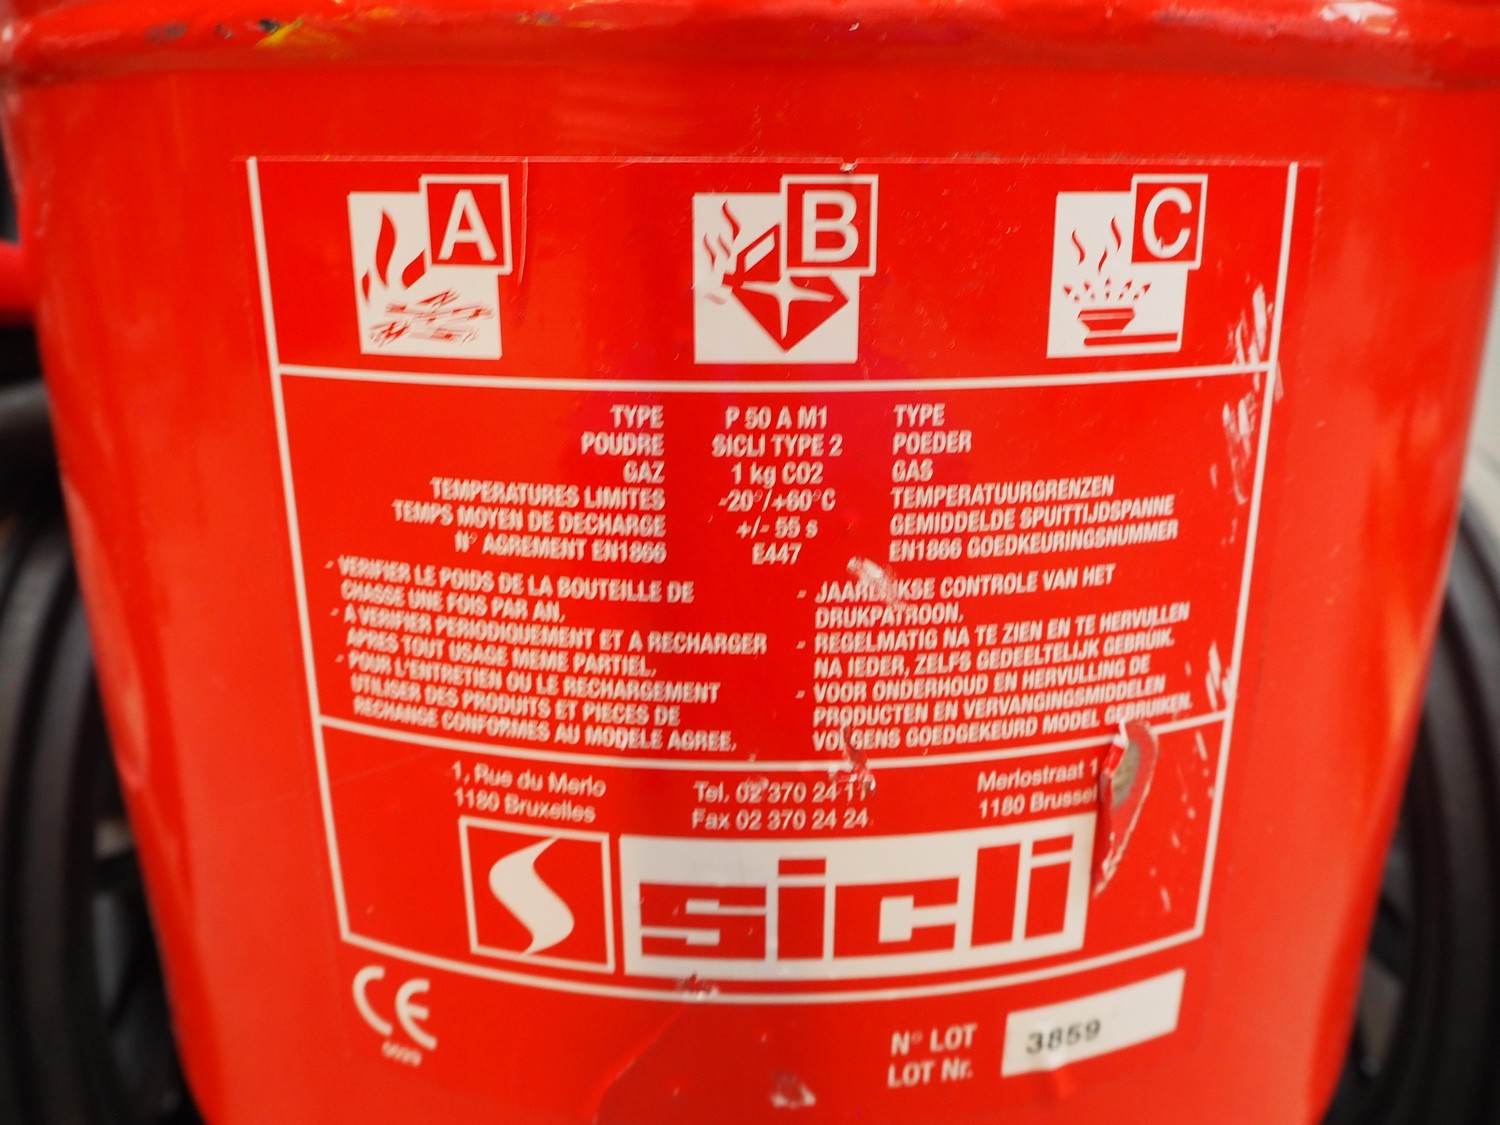 A B C
TYPE P 50 A M1 TYPE
POUDRE SICLI TYPE 2 POEDER
GAZ 1 kg CO2 GAS
TEMPERATURES LIMITES -20°/+60°C TEMPERATUURGRENZEN
TEMPS MOYEN DE DECHARGE +/- 55 s GEMIDDELDE SPUITTIJDSPANNE
N° AGREMENT EN1866 E447 EN1866 GOEDKEURINGSNUMMER
- VERIFIER LE POIDS DE LA BOUTEILLE DE
CHASSE UNE FOIS PAR AN.
- A VERIFIER PERIODIQUEMENT ET A RECHARGER
APRES TOUT USAGE MEME PARTIEL.
- POUR L'ENTRETIEN OU LE RECHARGEMENT
UTILISER DES PRODUITS ET PIECES DE
RECHANGE CONFORMES AU MODELE AGREE.
- JAARLIJKSE CONTROLE VAN HET
DRUKPATROON.
- REGELMATIG NA TE ZIEN EN TE HERVULLEN
NA IEDER, ZELFS GEDEELTELIJK GEBRUIK.
- VOOR ONDERHOUD EN HERVULLING DE
PRODUCTEN EN VERVANGINGSMIDDELEN
VOLGENS GOEDGEKEURD MODEL GEBRUIKEN.
1, Rue du Merlo
1180 Bruxelles
Tel. 02 370 24 11
Fax 02 370 24 24
Merlostraat 1
1180 Brussel
sicli
CE
N° LOT
LOT Nr.
3859